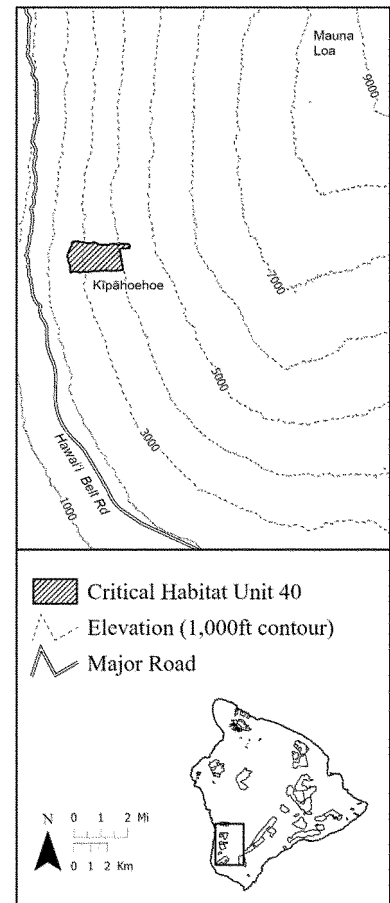 Mauna
Loa
9000
7000
Kīpāhoehoe
5000
3000
Hawai'i Belt Rd
1000
Critical Habitat Unit 40
Elevation (1,000ft contour)
Major Road
N
0 1 2 Mi
0 1 2 Km